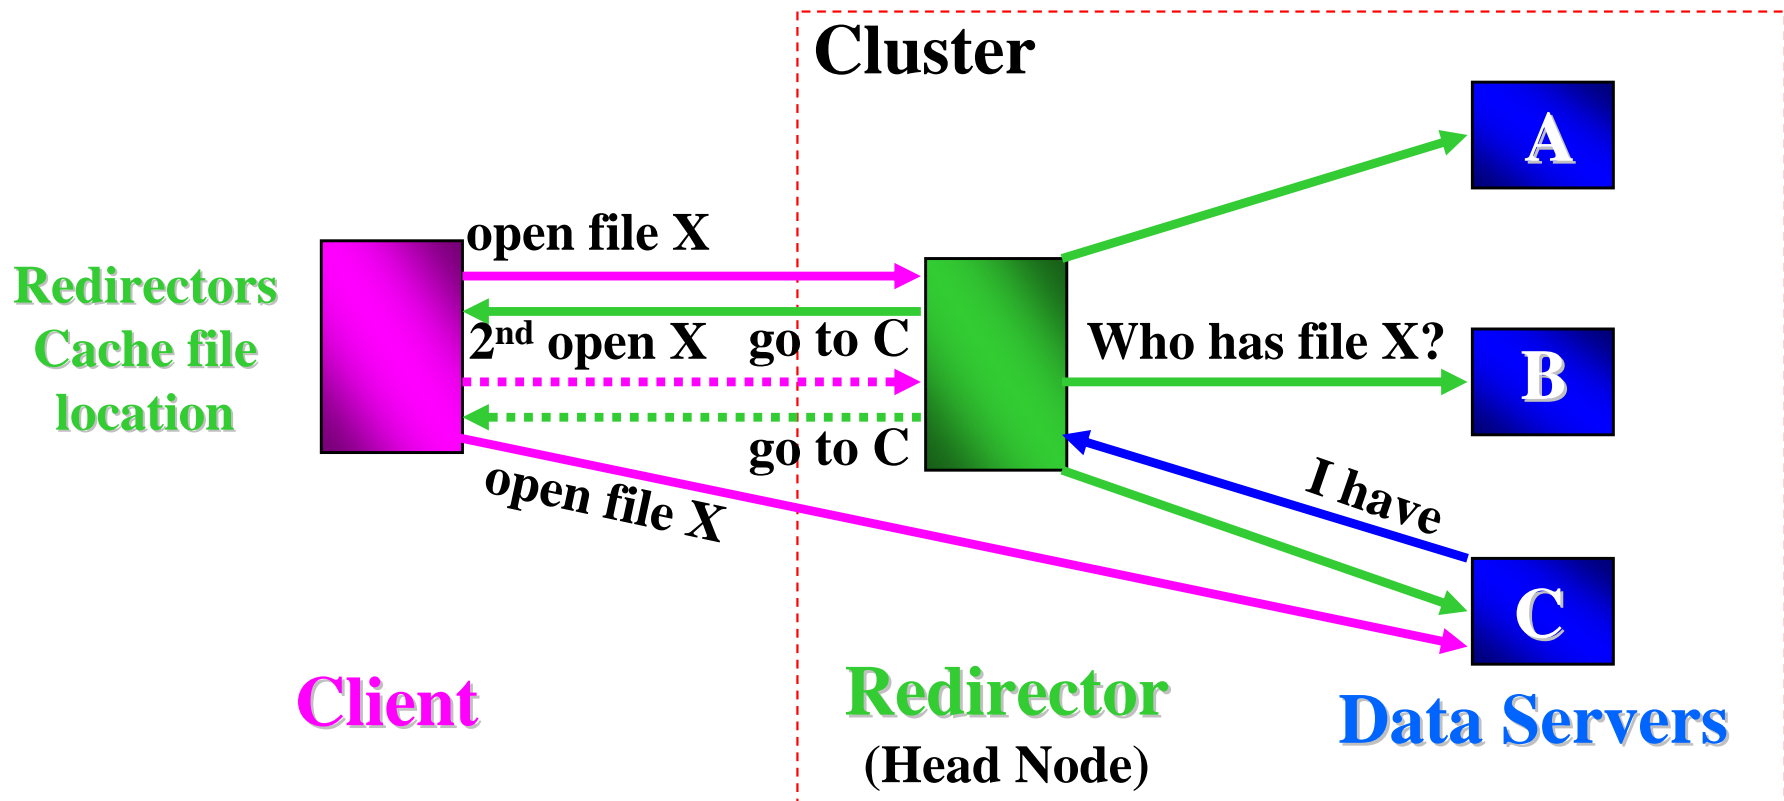 Cluster
A
open file X
Redirectors
Cache file
location
2nd open X
go to C
Who has file X?
B
go to C
open file X
I have
C
Client
Redirector
(Head Node)
Data Servers